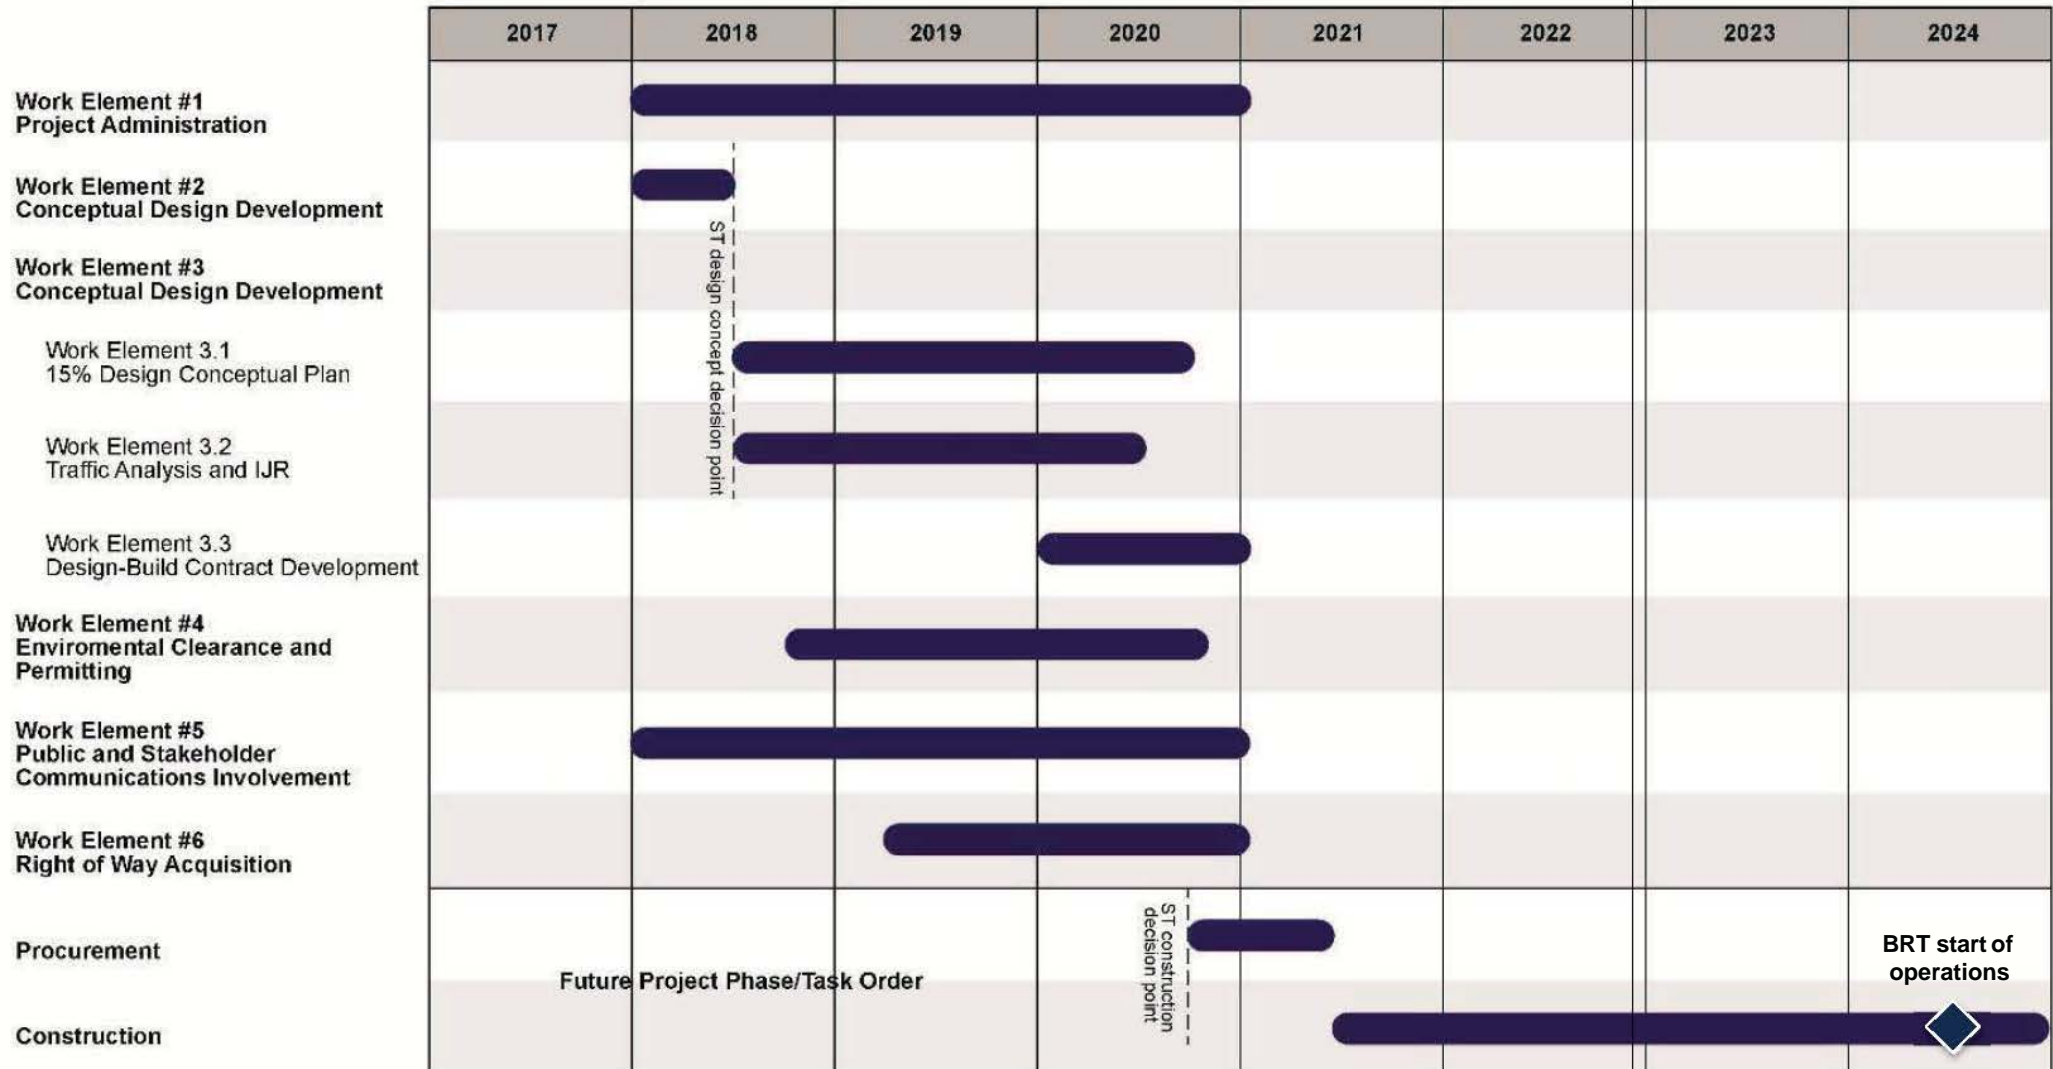 2017 2018 2019 2020 2021 2022 2023 2024
Work Element #1
Project Administration
Work Element #2
Conceptual Design Development
ST design concept decision point
Work Element #3
Conceptual Design Development
Work Element 3.1
15% Design Conceptual Plan
Work Element 3.2
Traffic Analysis and IJR
Work Element 3.3
Design-Build Contract Development
Work Element #4
Enviromental Clearance and
Permitting
Work Element #5
Public and Stakeholder
Communications Involvement
Work Element #6
Right of Way Acquisition
Procurement
Future Project Phase/Task Order
ST construction
decision point
BRT start of
operations
Construction